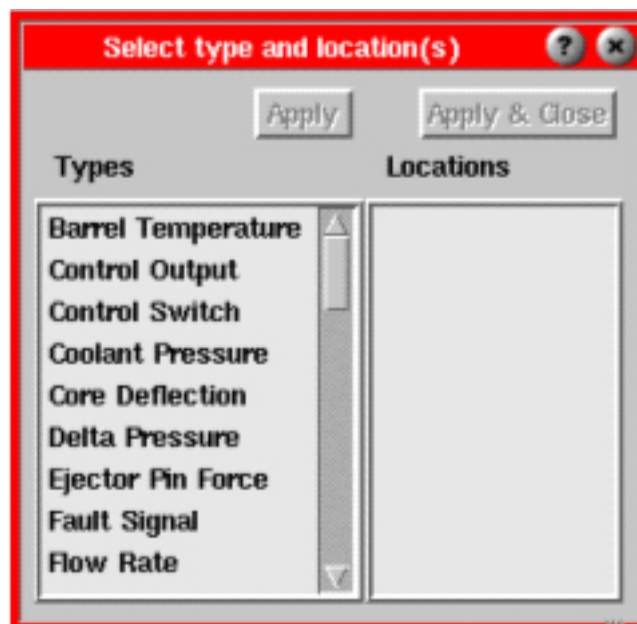 Select type and location(s) ?
Apply Apply & Close
Types Locations
Barrel Temperature
Control Output
Control Switch
Coolant Pressure
Core Deflection
Delta Pressure
Ejector Pin Force
Fault Signal
Flow Rate